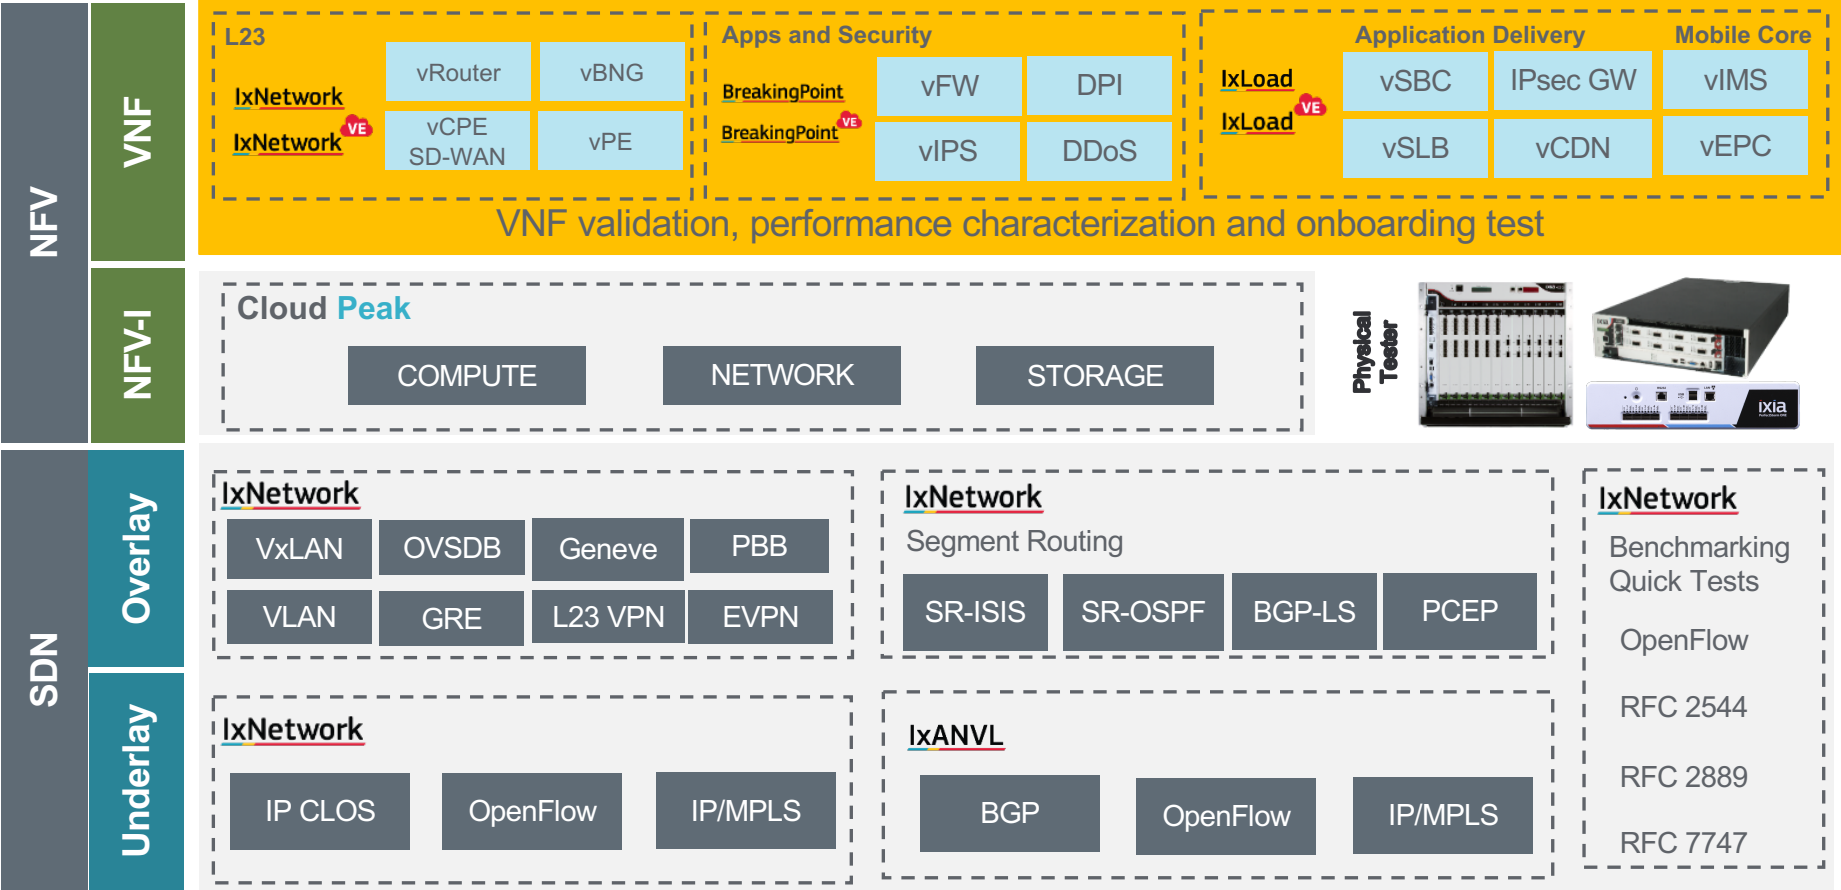 NFV
VNF
L23
IxNetwork
IxNetwork VE
vRouter
vBNG
vCPE
SD-WAN
vPE
Apps and Security
BreakingPoint
BreakingPoint VE
vFW
DPI
vIPS
DDoS
Application Delivery
Mobile Core
IxLoad
IxLoad VE
vSBC
IPsec GW
vIMS
vSLB
vCDN
vEPC
VNF validation, performance characterization and onboarding test
NFV-I
Cloud Peak
COMPUTE
NETWORK
STORAGE
Physical
Tester
ixia
SDN
Overlay
IxNetwork
VxLAN
OVSDB
Geneve
PBB
VLAN
GRE
L23 VPN
EVPN
IxNetwork
Segment Routing
SR-ISIS
SR-OSPF
BGP-LS
PCEP
IxNetwork
Benchmarking
Quick Tests
OpenFlow
RFC 2544
RFC 2889
RFC 7747
Underlay
IxNetwork
IP CLOS
OpenFlow
IP/MPLS
IxANVL
BGP
OpenFlow
IP/MPLS